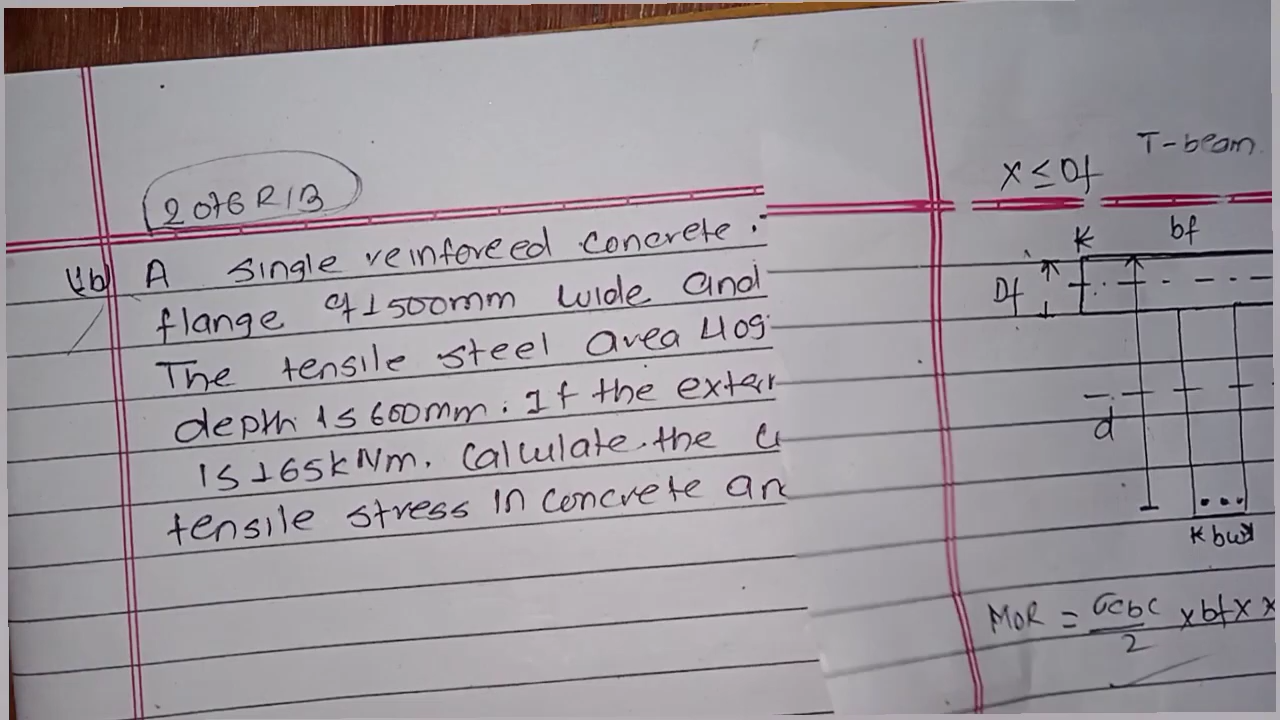 2076 R/B
(1b) A single reinforced concrete
flange of 1500mm wide and
The tensile steel area 409
depth is 600mm. If the exter
is 165kNm. Calculate the
tensile stress in concrete an
T-beam
x ≤ Df
bf
Df
d
bw
MOR = σcbc/2 x bf x x